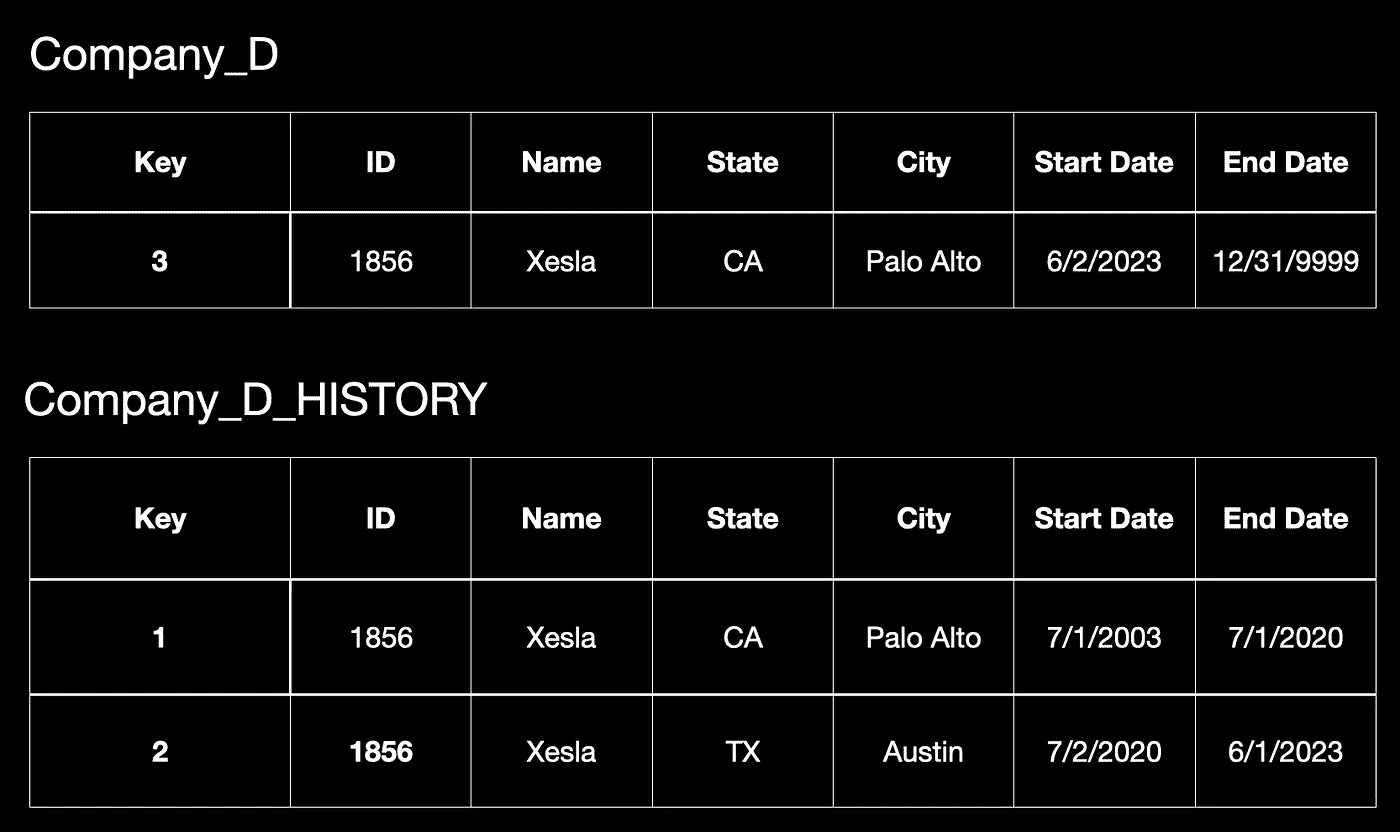 Company_D
Key ID Name State City Start Date End Date
3 1856 Xesla CA Palo Alto 6/2/2023 12/31/9999
Company_D_HISTORY
Key ID Name State City Start Date End Date
1 1856 Xesla CA Palo Alto 7/1/2003 7/1/2020
2 1856 Xesla TX Austin 7/2/2020 6/1/2023